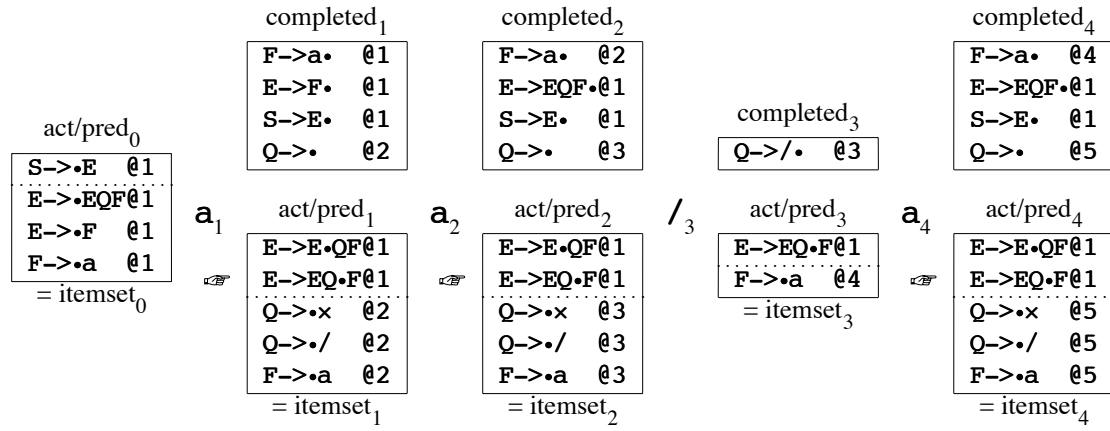 completed₁
F->a• @1
E->F• @1
S->E• @1
Q->• @2
completed₂
F->a• @2
E->EQF•@1
S->E• @1
Q->• @3
completed₃
Q->/• @3
completed₄
F->a• @4
E->EQF•@1
S->E• @1
Q->• @5
act/pred₀
S->•E @1
E->•EQF@1
E->•F @1
F->•a @1
= itemset₀
a₁
☞
act/pred₁
E->E•QF@1
E->EQ•F@1
Q->•× @2
Q->•/ @2
F->•a @2
= itemset₁
a₂
☞
act/pred₂
E->E•QF@1
E->EQ•F@1
Q->•× @3
Q->•/ @3
F->•a @3
= itemset₂
/₃
act/pred₃
E->EQ•F@1
F->•a @4
= itemset₃
a₄
☞
act/pred₄
E->E•QF@1
E->EQ•F@1
Q->•× @5
Q->•/ @5
F->•a @5
= itemset₄